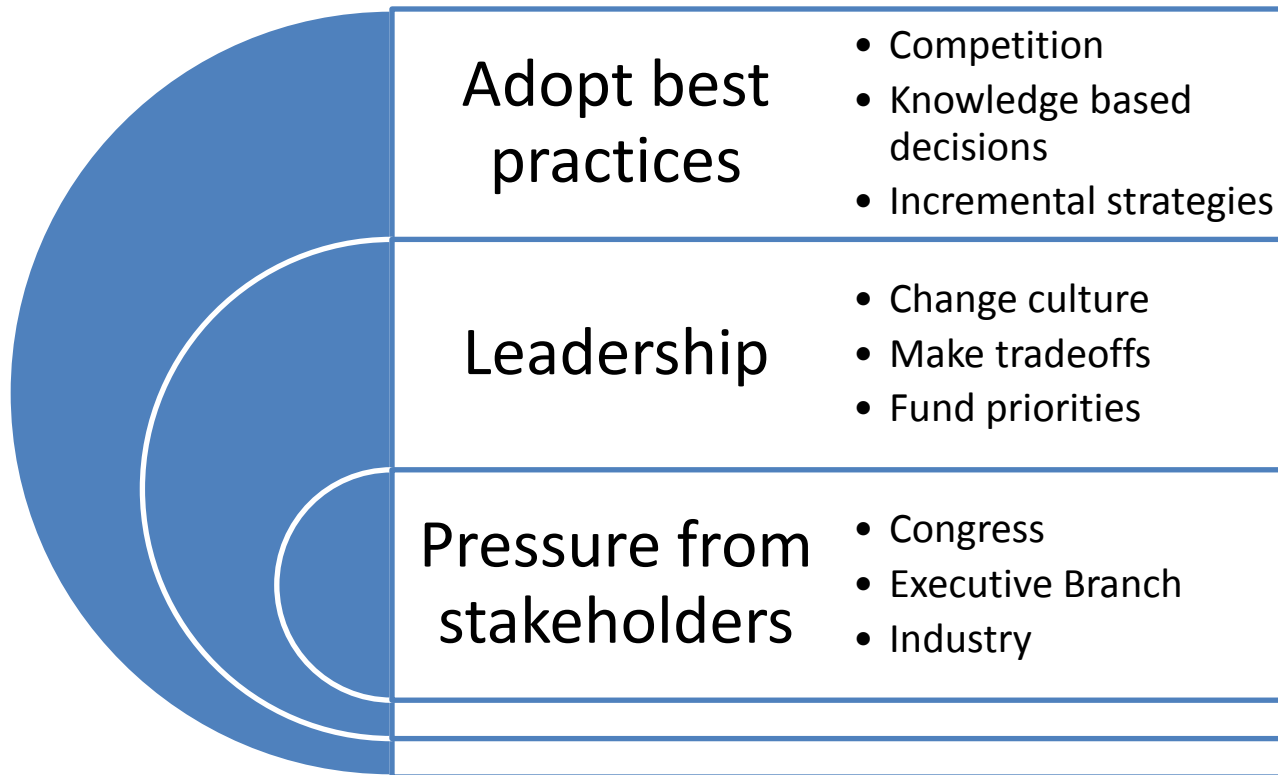 Adopt best
practices
• Competition
• Knowledge based
decisions
• Incremental strategies
Leadership
• Change culture
• Make tradeoffs
• Fund priorities
Pressure from
stakeholders
• Congress
• Executive Branch
• Industry